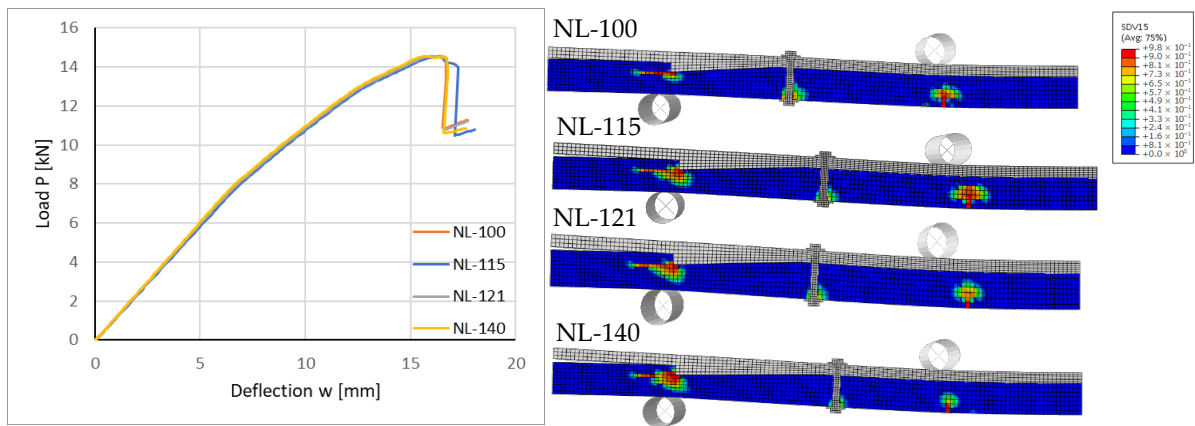 16
14
12
10
8
6
4
2
0
Load P [kN]
0 5 10 15 20
Deflection w [mm]
NL-100
NL-115
NL-121
NL-140
NL-100
NL-115
NL-121
NL-140
SDV15
(Avg: 75%)
+9.8 × 10⁻¹
+9.0 × 10⁻¹
+8.1 × 10⁻¹
+7.3 × 10⁻¹
+6.5 × 10⁻¹
+5.7 × 10⁻¹
+4.9 × 10⁻¹
+4.1 × 10⁻¹
+3.3 × 10⁻¹
+2.4 × 10⁻¹
+1.6 × 10⁻¹
+8.1 × 10⁻¹
+0.0 × 10⁰